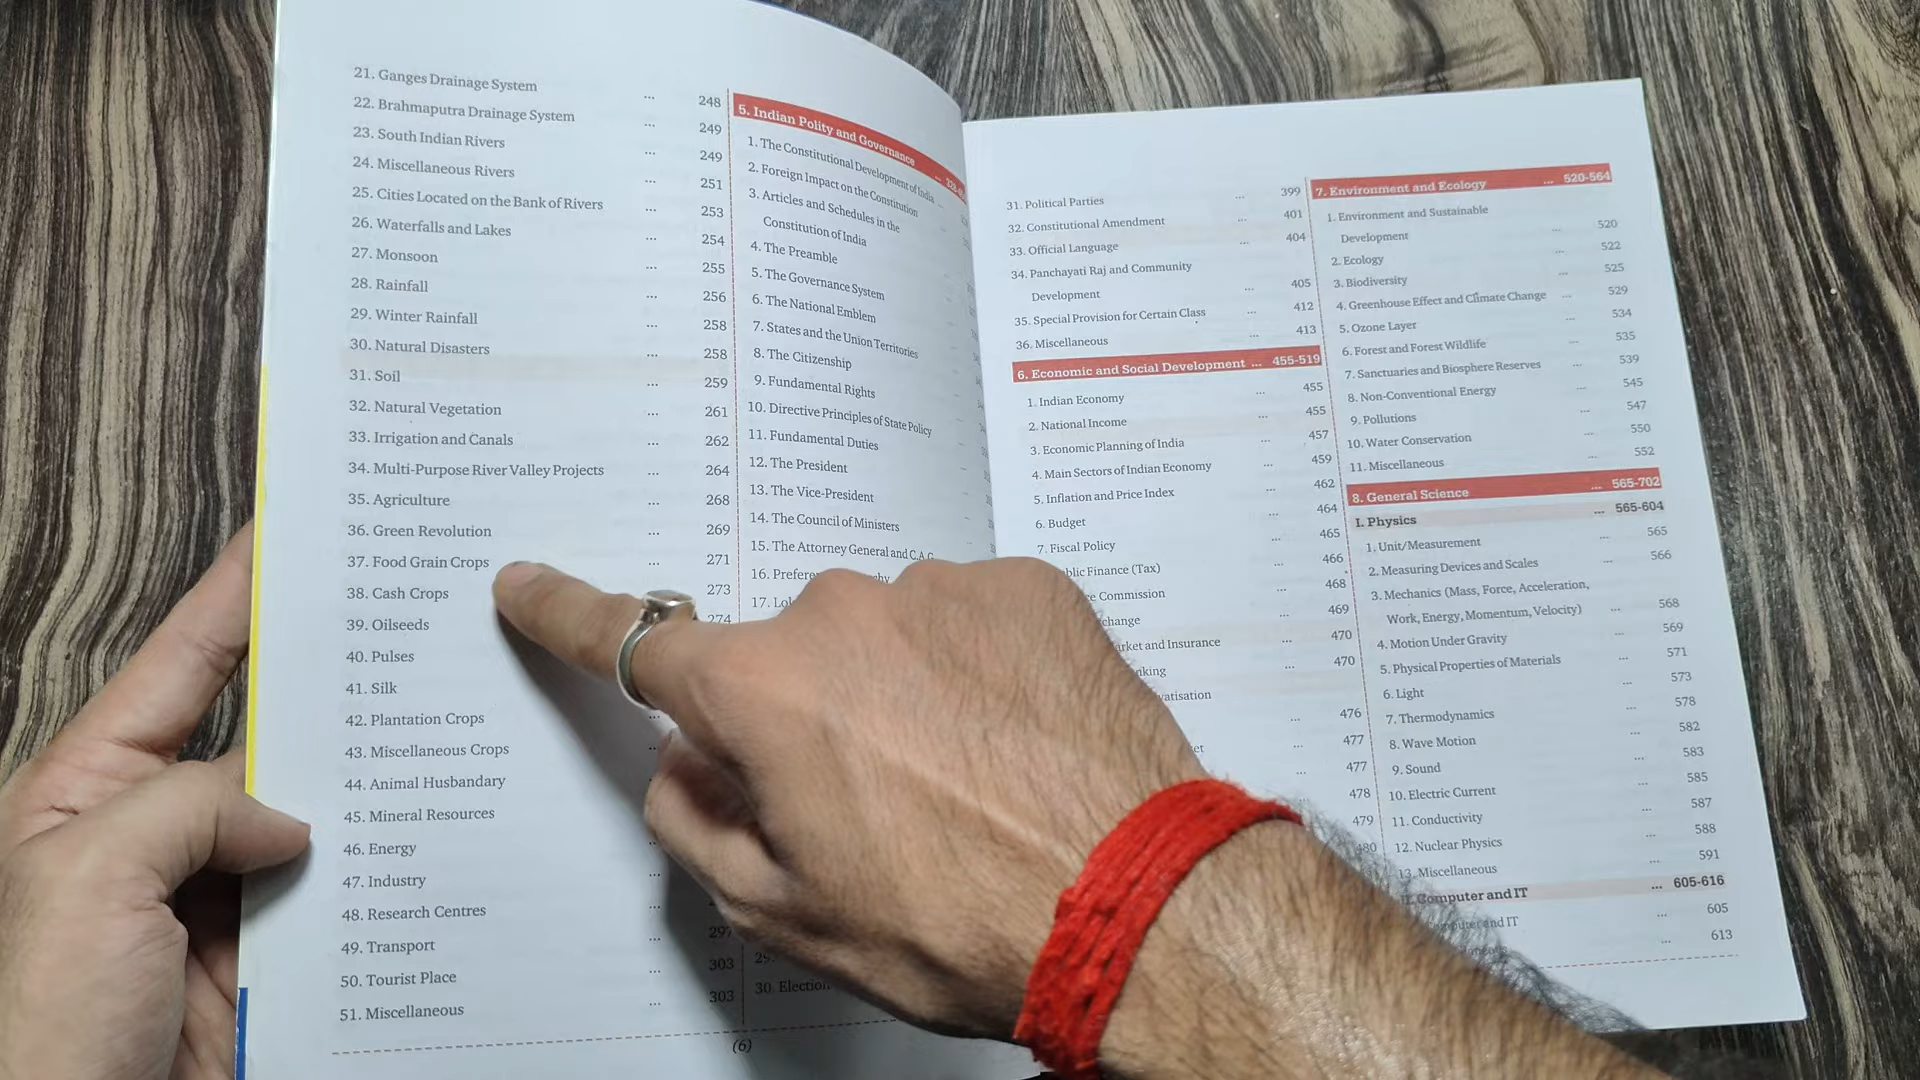 21. Ganges Drainage System ... 248
22. Brahmaputra Drainage System ... 249
23. South Indian Rivers ... 249
24. Miscellaneous Rivers ... 251
25. Cities Located on the Bank of Rivers ... 253
26. Waterfalls and Lakes ... 254
27. Monsoon ... 255
28. Rainfall ... 256
29. Winter Rainfall ... 258
30. Natural Disasters ... 258
31. Soil ... 259
32. Natural Vegetation ... 261
33. Irrigation and Canals ... 262
34. Multi-Purpose River Valley Projects ... 264
35. Agriculture ... 268
36. Green Revolution ... 269
37. Food Grain Crops ... 271
38. Cash Crops 273
39. Oilseeds 274
40. Pulses
41. Silk
42. Plantation Crops ...
43. Miscellaneous Crops
44. Animal Husbandary
45. Mineral Resources
46. Energy ...
47. Industry ...
48. Research Centres ...
49. Transport ... 297
50. Tourist Place ... 303
51. Miscellaneous ... 303
(6)
5. Indian Polity and Governance ...
1. The Constitutional Development of India
2. Foreign Impact on the Constitution
3. Articles and Schedules in the
Constitution of India
4. The Preamble
5. The Governance System
6. The National Emblem
7. States and the Union Territories
8. The Citizenship
9. Fundamental Rights
10. Directive Principles of State Policy
11. Fundamental Duties
12. The President
13. The Vice-President
14. The Council of Ministers
15. The Attorney General and C.A.G.
16.
17.
29.
30. Election
31. Political Parties ... 399
32. Constitutional Amendment ... 401
33. Official Language ... 404
34. Panchayati Raj and Community
Development ... 405
35. Special Provision for Certain Class ... 412
36. Miscellaneous ... 413
6. Economic and Social Development ... 455-519
1. Indian Economy ... 455
2. National Income ... 455
3. Economic Planning of India ... 457
4. Main Sectors of Indian Economy ... 459
5. Inflation and Price Index ... 462
6. Budget ... 464
7. Fiscal Policy ... 465
Finance (Tax) ... 466
Commission ... 468
... 469
and Insurance ... 470
... 470
... 476
... 477
... 477
478
479
480
7. Environment and Ecology ... 520-564
1. Environment and Sustainable
Development ... 520
2. Ecology ... 522
3. Biodiversity ... 525
4. Greenhouse Effect and Climate Change ... 529
5. Ozone Layer ... 534
6. Forest and Forest Wildlife ... 535
7. Sanctuaries and Biosphere Reserves ... 539
8. Non-Conventional Energy ... 545
9. Pollutions ... 547
10. Water Conservation ... 550
11. Miscellaneous ... 552
8. General Science ... 565-702
I. Physics ... 565-604
1. Unit/Measurement ... 565
2. Measuring Devices and Scales ... 566
3. Mechanics (Mass, Force, Acceleration,
Work, Energy, Momentum, Velocity) ... 568
4. Motion Under Gravity ... 569
5. Physical Properties of Materials ... 571
6. Light ... 573
7. Thermodynamics ... 578
8. Wave Motion ... 582
9. Sound ... 583
10. Electric Current ... 585
11. Conductivity ... 587
12. Nuclear Physics ... 588
13. Miscellaneous ... 591
II. Computer and IT ... 605-616
Computer and IT ... 605
... 613